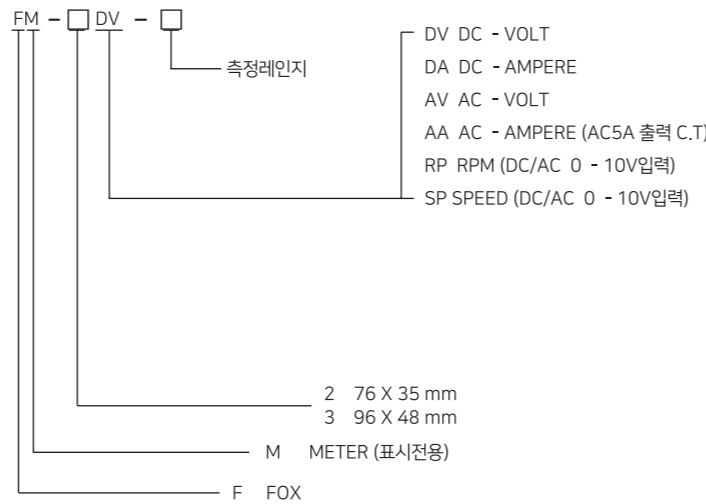 FM - □ DV - □
측정레인지
DV DC - VOLT
DA DC - AMPERE
AV AC - VOLT
AA AC - AMPERE (AC5A 출력 C.T)
RP RPM (DC/AC 0 - 10V입력)
SP SPEED (DC/AC 0 - 10V입력)
2 76 X 35 mm
3 96 X 48 mm
M METER (표시전용)
F FOX